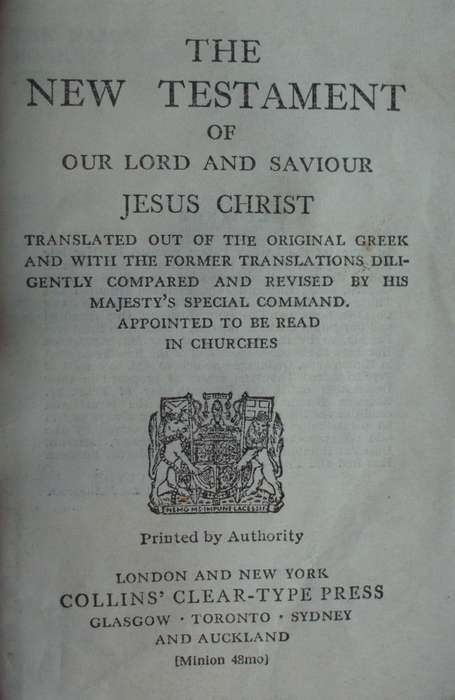 THE
NEW TESTAMENT
OF
OUR LORD AND SAVIOUR
JESUS CHRIST
TRANSLATED OUT OF THE ORIGINAL GREEK
AND WITH THE FORMER TRANSLATIONS DILI-
GENTLY COMPARED AND REVISED BY HIS
MAJESTY'S SPECIAL COMMAND.
APPOINTED TO BE READ
IN CHURCHES
NEMO ME IMPUNE LACESSIT
Printed by Authority
LONDON AND NEW YORK
COLLINS' CLEAR-TYPE PRESS
GLASGOW · TORONTO · SYDNEY
AND AUCKLAND
[Minion 48mo]